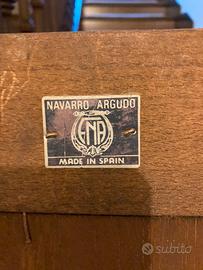 NAVARRO ARGUDO
ENA
MADE IN SPAIN
subito